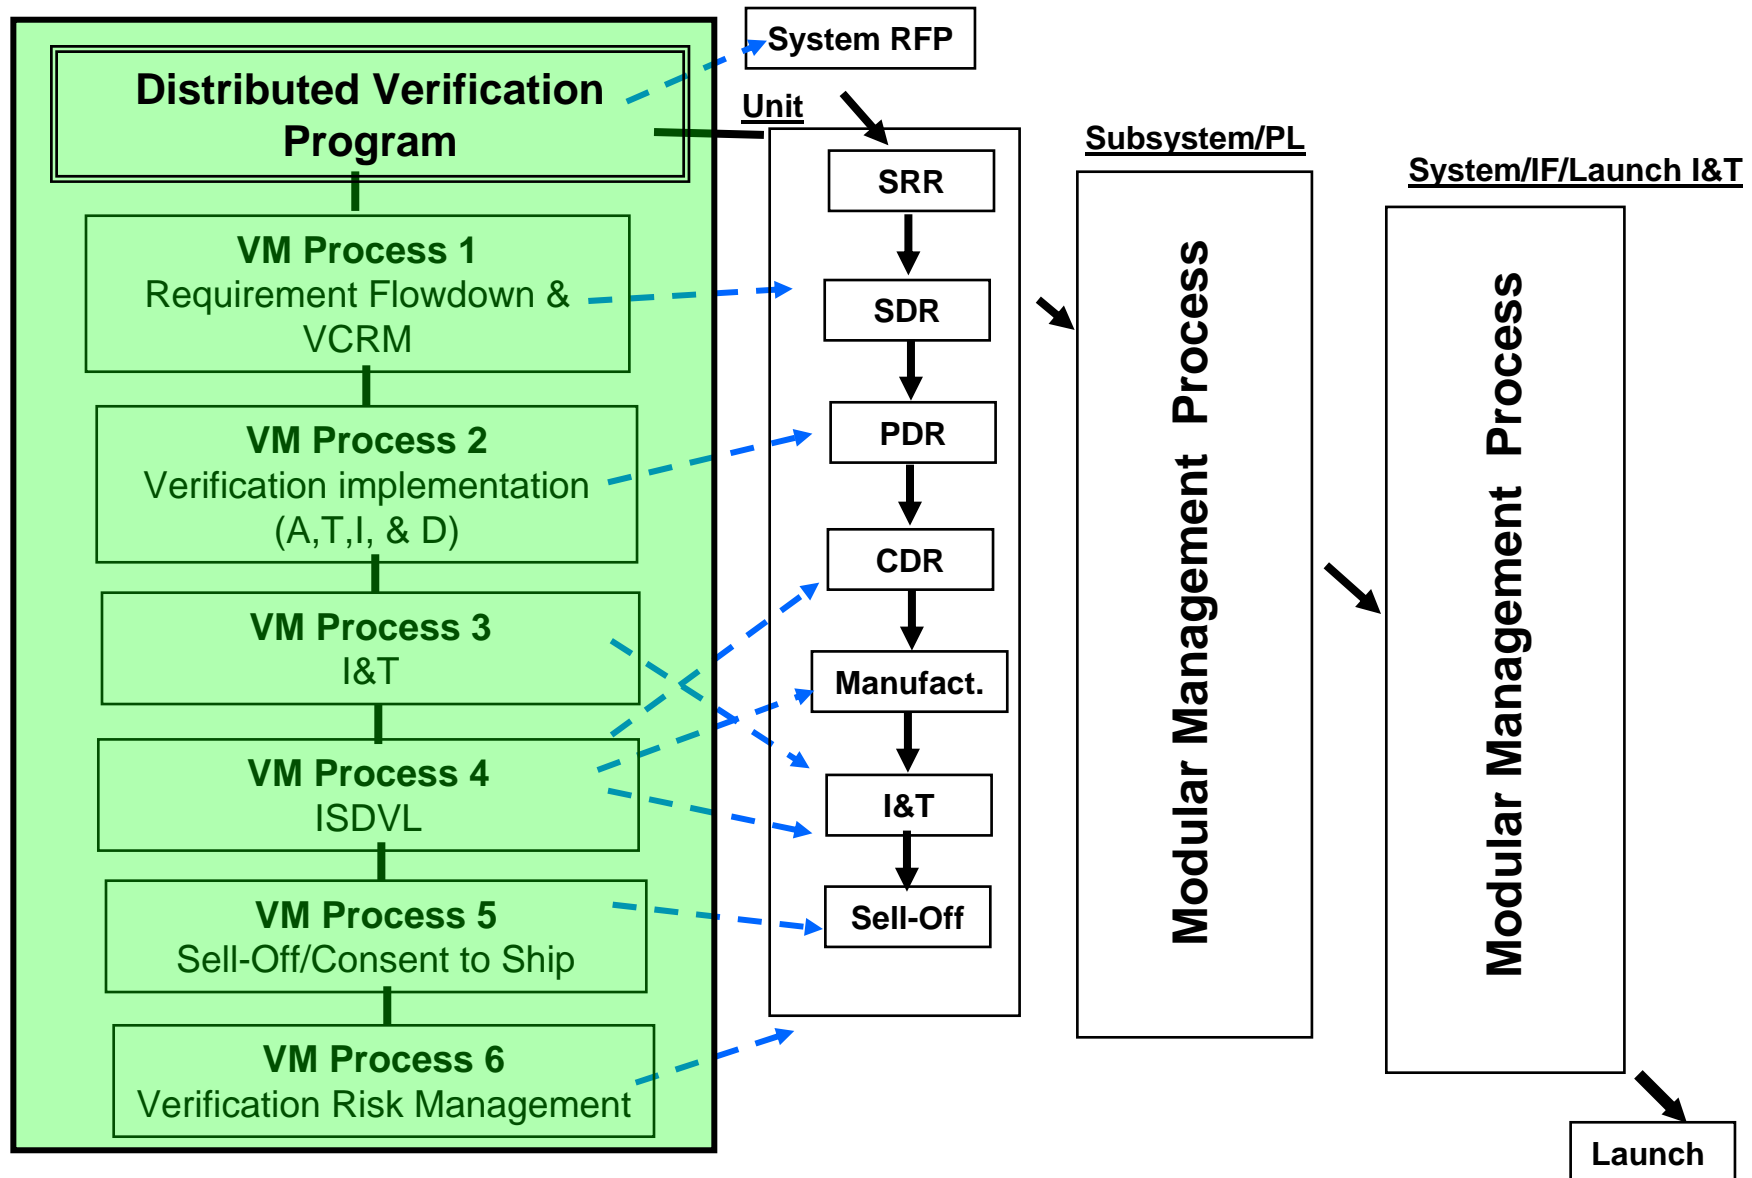 System RFP
Distributed Verification
Program
Unit
Subsystem/PL
System/IF/Launch I&T
VM Process 1
Requirement Flowdown &
VCRM
VM Process 2
Verification implementation
(A,T,I, & D)
VM Process 3
I&T
VM Process 4
ISDVL
VM Process 5
Sell-Off/Consent to Ship
VM Process 6
Verification Risk Management
SRR
SDR
PDR
CDR
Manufact.
I&T
Sell-Off
Modular Management Process
Modular Management Process
Launch